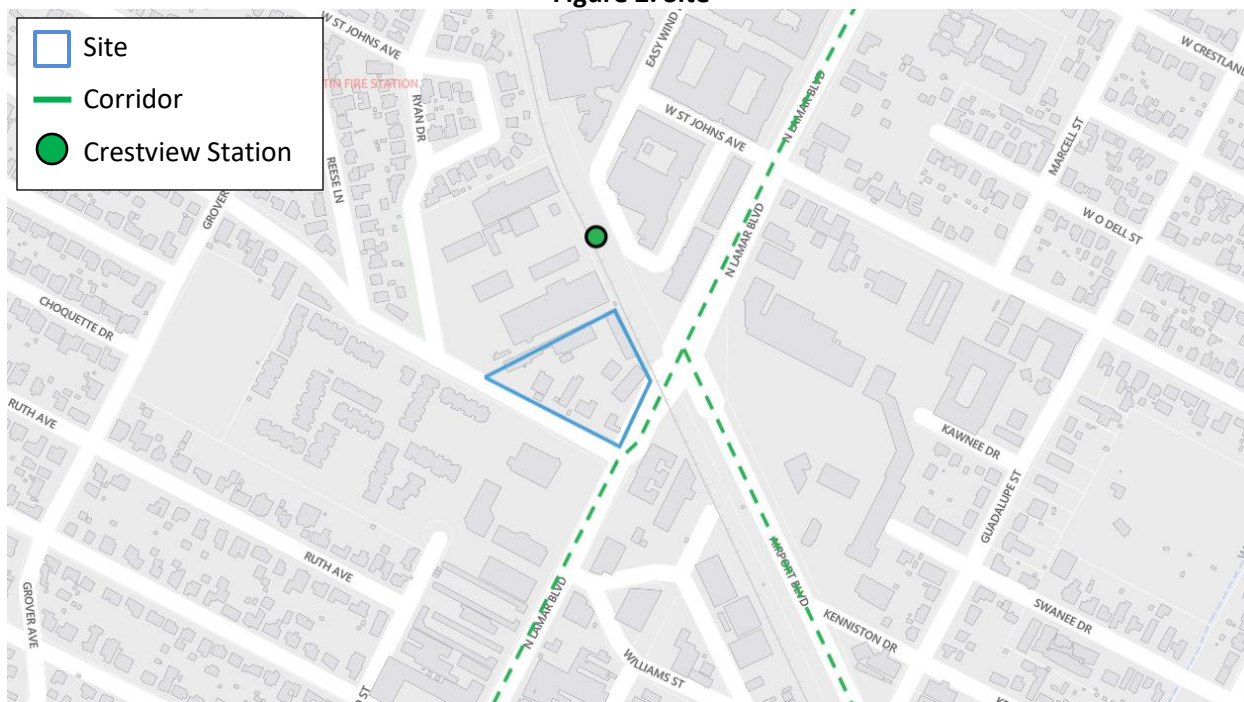 Figure 2. Site
Site
Corridor
Crestview Station
W ST JOHNS AVE
TIN FIRE STATION
RYAN DR
REESE LN
GROVER
EASY WIND
N LAMAR BLVD
W ST JOHNS AVE
N LAMAR BLVD
W CRESTLAN
MARCELL ST
W O DELL ST
CHOQUETTE DR
RUTH AVE
KAWNEE DR
GUADALUPE ST
RUTH AVE
AIRPORT BLVD
GROVER AVE
N LAMAR BLVD
KENNISTON DR
SWANEE DR
WILLIAMS ST